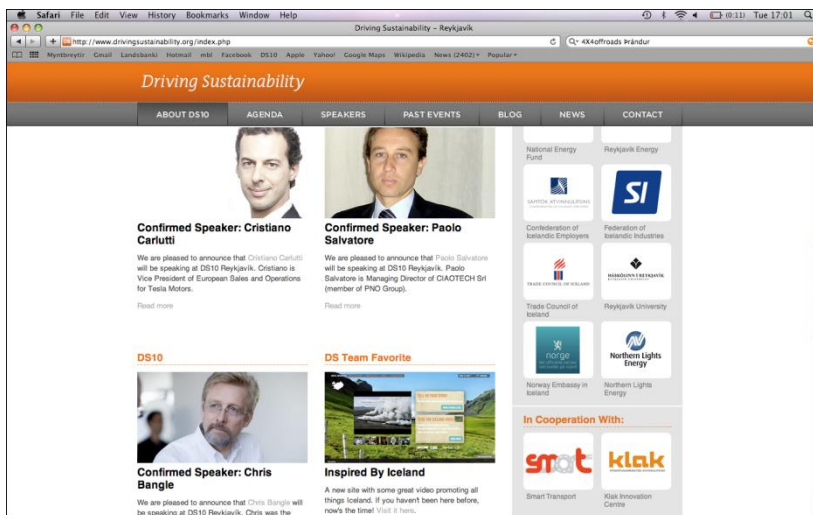 Safari File Edit View History Bookmarks Window Help (0:11) Tue 17:01
Driving Sustainability – Reykjavík
http://www.drivingsustainability.org/index.php
4X4offroads Þrándur
Myntbreytir Gmail Landsbanki Hotmail mbl Facebook DS10 Apple Yahoo! Google Maps Wikipedia News (2402) Popular
Driving Sustainability
ABOUT DS10 AGENDA SPEAKERS PAST EVENTS BLOG NEWS CONTACT
Confirmed Speaker: Cristiano
Carlutti
We are pleased to announce that Cristiano Carlutti
will be speaking at DS10 Reykjavík. Cristiano is
Vice President of European Sales and Operations
for Tesla Motors.
Read more
Confirmed Speaker: Paolo
Salvatore
We are pleased to announce that Paolo Salvatore
will be speaking at DS10 Reykjavík. Paolo
Salvatore is Managing Director of CiAOTECH Srl
(member of PNO Group).
Read more
DS10
Confirmed Speaker: Chris
Bangle
We are pleased to announce that Chris Bangle will
be speaking at DS10 Reykjavík. Chris was the
DS Team Favorite
Inspired By Iceland
A new site with some great video promoting all
things Iceland. If you haven't been here before,
now's the time! Visit it here.
National Energy
Fund
Reykjavik Energy
SAMTÖK ATVINNULÍFSINS
Confederation of
Icelandic Employers
SI
Federation of
Icelandic Industries
TRADE COUNCIL OF ICELAND
Trade Council of
Iceland
HÁSKÓLINN Í REYKJAVÍK
REYKJAVIK UNIVERSITY
Reykjavik University
norge
Norway Embassy in
Iceland
Northern Lights
Energy
Northern Lights
Energy
In Cooperation With:
smart
Smart Transport
klak
Klak Innovation
Centre